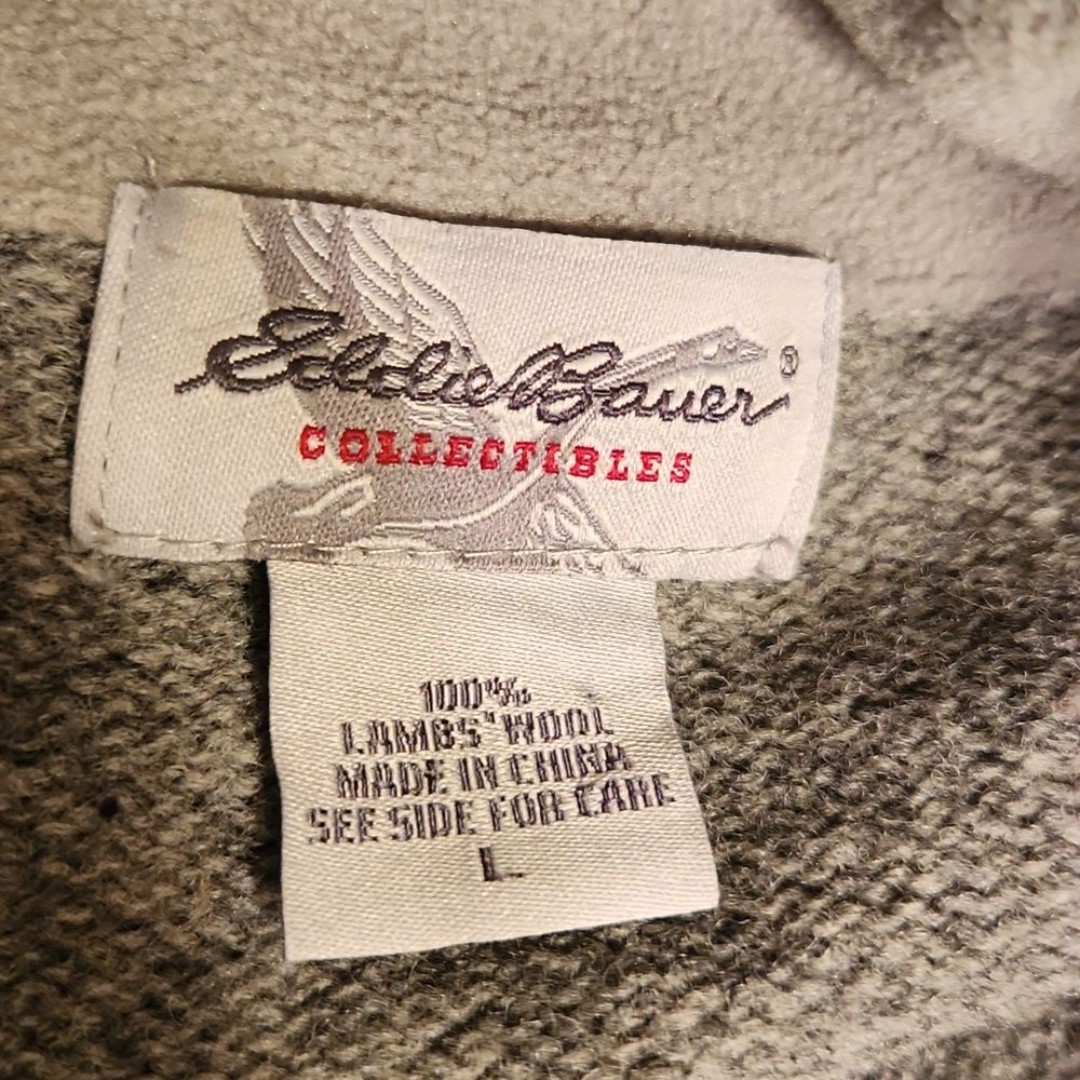 Eddie Bauer®
COLLECTIBLES
100%
LAMBS' WOOL
MADE IN CHINA
SEE SIDE FOR CARE
L